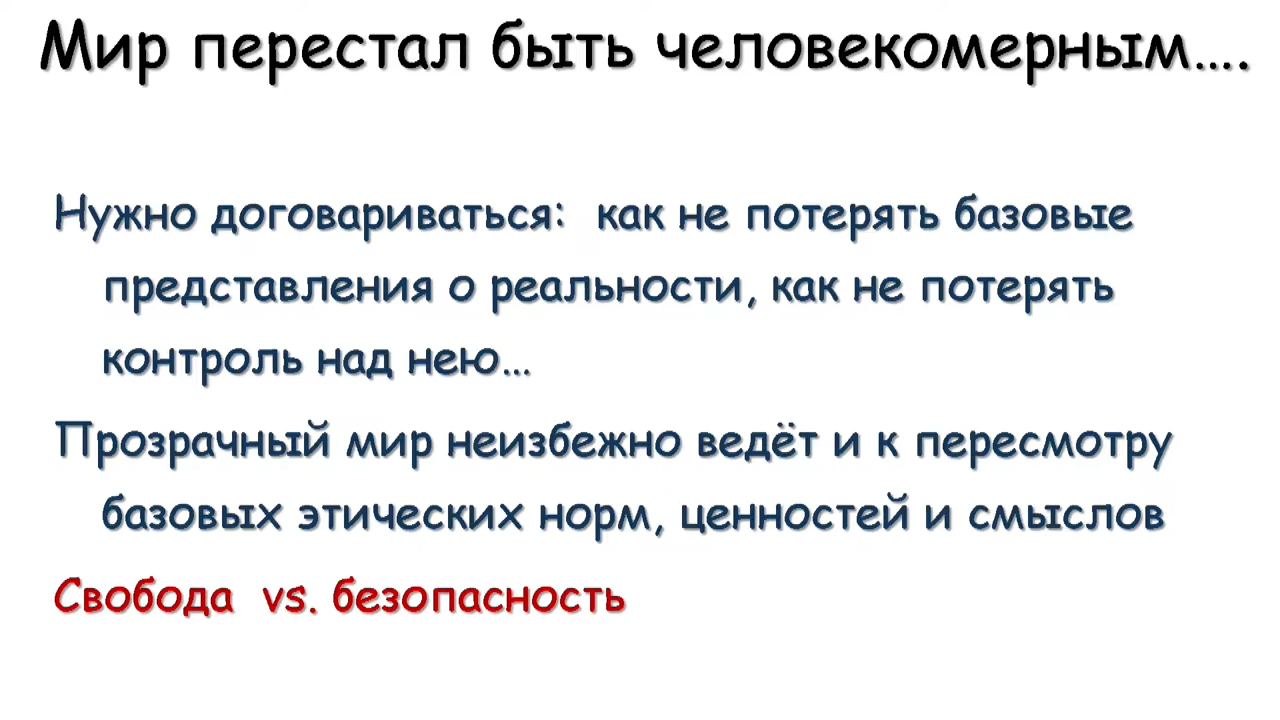 Мир перестал быть человекомерным....
Нужно договариваться: как не потерять базовые
представления о реальности, как не потерять
контроль над нею...
Прозрачный мир неизбежно ведёт и к пересмотру
базовых этических норм, ценностей и смыслов
Свобода vs. безопасность